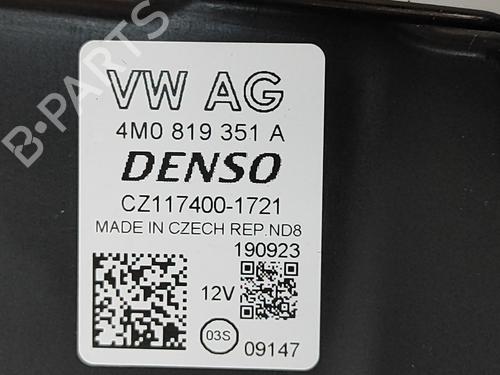 VW AG
4M0 819 351 A
DENSO
CZ117400-1721
MADE IN CZECH REP.ND8
190923
12V
03S
09147
B-PARTS